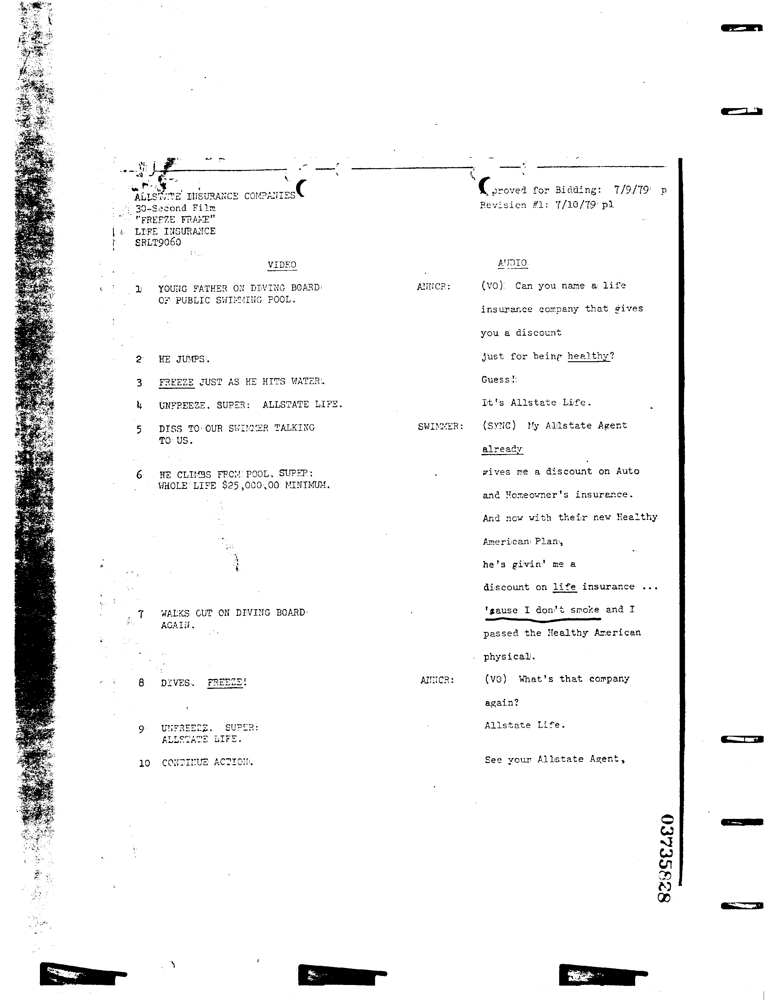 ALLSTATE INSURANCE COMPANIES
30-Second Film
"FREEZE FRAME"
LIFE INSURANCE
SRLT9060
proved for Bidding: 7/9/79 p
Revision #1: 7/10/79 p1
VIDEO
AUDIO
1 YOUNG FATHER ON DIVING BOARD
OF PUBLIC SWIMMING POOL.
ANNCR: (VO) Can you name a life
insurance company that gives
you a discount
2 HE JUMPS.
just for being healthy?
3 FREEZE JUST AS HE HITS WATER.
Guess!
4 UNFREEZE. SUPER: ALLSTATE LIFE.
It's Allstate Life.
5 DISS TO OUR SWIMMER TALKING
TO US.
SWIMMER: (SYNC) My Allstate Agent
already
6 HE CLIMBS FROM POOL. SUPER:
WHOLE LIFE $25,000.00 MINIMUM.
gives me a discount on Auto
and Homeowner's insurance.
And now with their new Healthy
American Plan,
he's givin' me a
discount on life insurance ...
7 WALKS OUT ON DIVING BOARD
AGAIN.
'cause I don't smoke and I
passed the Healthy American
physical.
8 DIVES. FREEZE!
ANNCR: (VO) What's that company
again?
9 UNFREEZE. SUPER:
ALLSTATE LIFE.
Allstate Life.
10 CONTINUE ACTION.
See your Allstate Agent,
03735828